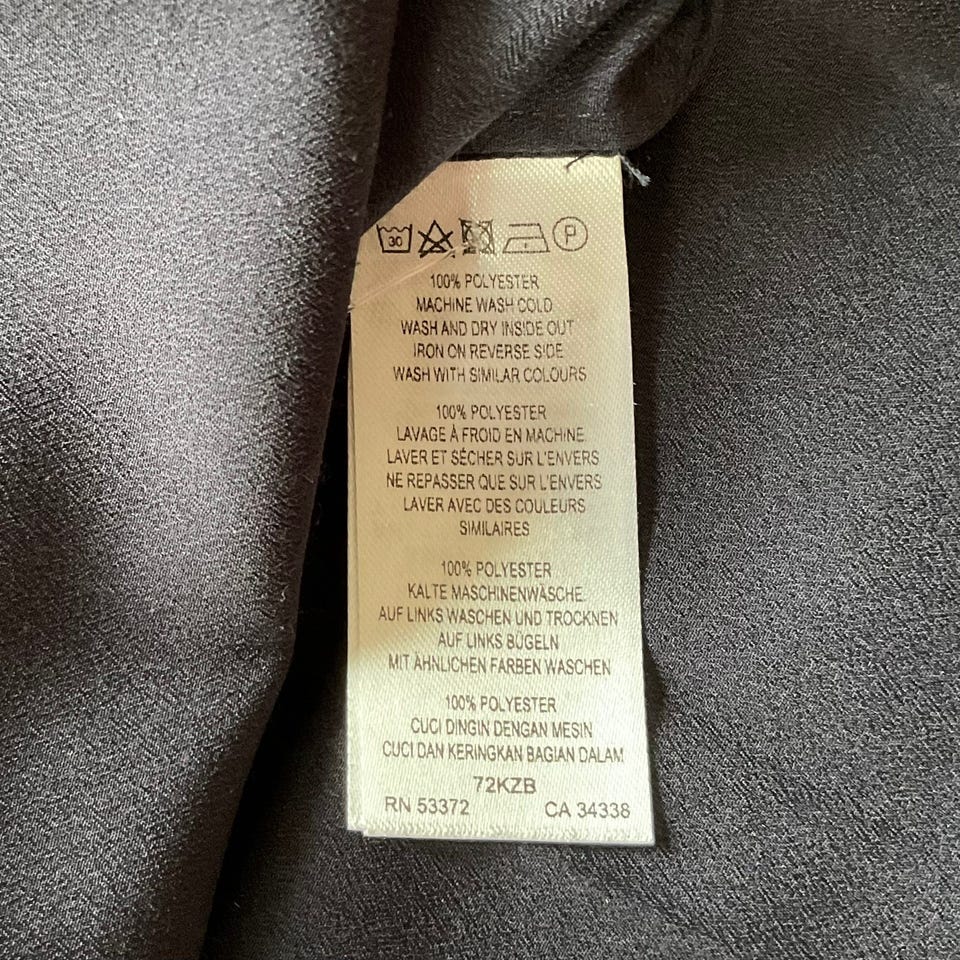 30 P
100% POLYESTER
MACHINE WASH COLD
WASH AND DRY INSIDE OUT
IRON ON REVERSE SIDE
WASH WITH SIMILAR COLOURS
100% POLYESTER
LAVAGE À FROID EN MACHINE.
LAVER ET SÉCHER SUR L'ENVERS
NE REPASSER QUE SUR L'ENVERS
LAVER AVEC DES COULEURS
SIMILAIRES
100% POLYESTER
KALTE MASCHINENWÄSCHE.
AUF LINKS WASCHEN UND TROCKNEN
AUF LINKS BÜGELN
MIT ÄHNLICHEN FARBEN WASCHEN
100% POLYESTER
CUCI DINGIN DENGAN MESIN
CUCI DAN KERINGKAN BAGIAN DALAM
72KZB
RN 53372 CA 34338